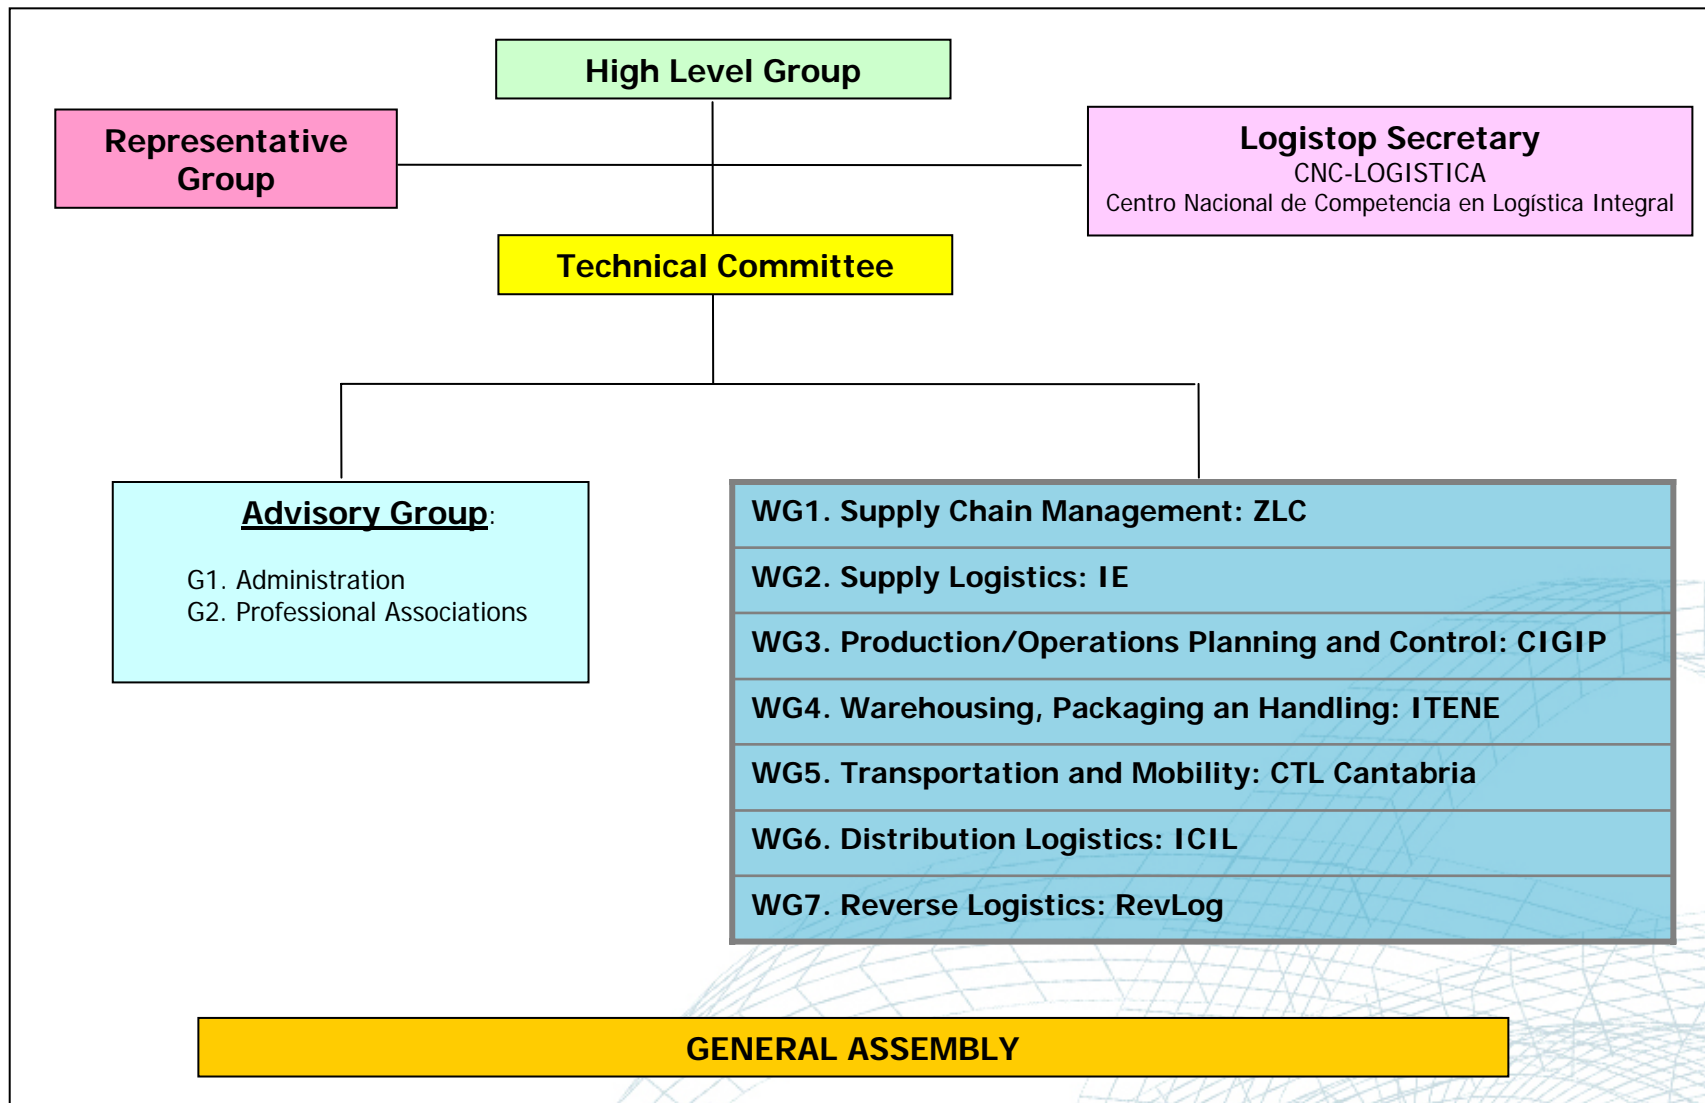 High Level Group
Representative
Group
Logistop Secretary
CNC-LOGISTICA
Centro Nacional de Competencia en Logística Integral
Technical Committee
Advisory Group:
G1. Administration
G2. Professional Associations
WG1. Supply Chain Management: ZLC
WG2. Supply Logistics: IE
WG3. Production/Operations Planning and Control: CIGIP
WG4. Warehousing, Packaging an Handling: ITENE
WG5. Transportation and Mobility: CTL Cantabria
WG6. Distribution Logistics: ICIL
WG7. Reverse Logistics: RevLog
GENERAL ASSEMBLY